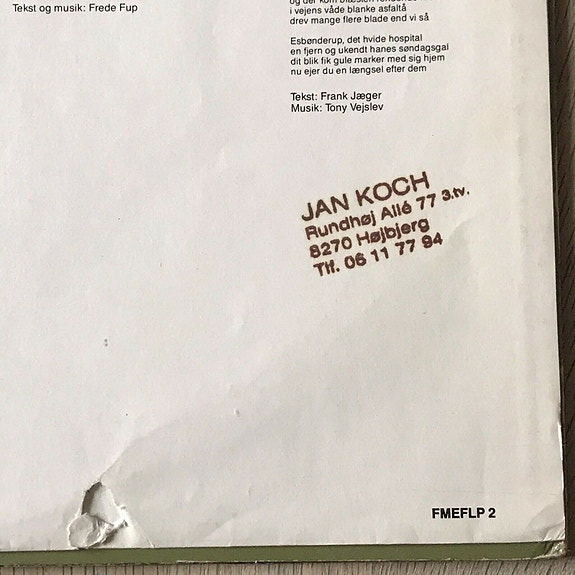 Tekst og musik: Frede Fup
i vejens våde blanke asfaltå
drev mange flere blade end vi så
Esbønderup, det hvide hospital
en fjern og ukendt hanes søndagsgal
dit blik fik gule marker med sig hjem
nu ejer du en længsel efter dem
Tekst: Frank Jæger
Musik: Tony Vejslev
JAN KOCH
Rundhøj Allé 77 3.tv.
8270 Højbjerg
Tlf. 06 11 77 94
FMEFLP 2